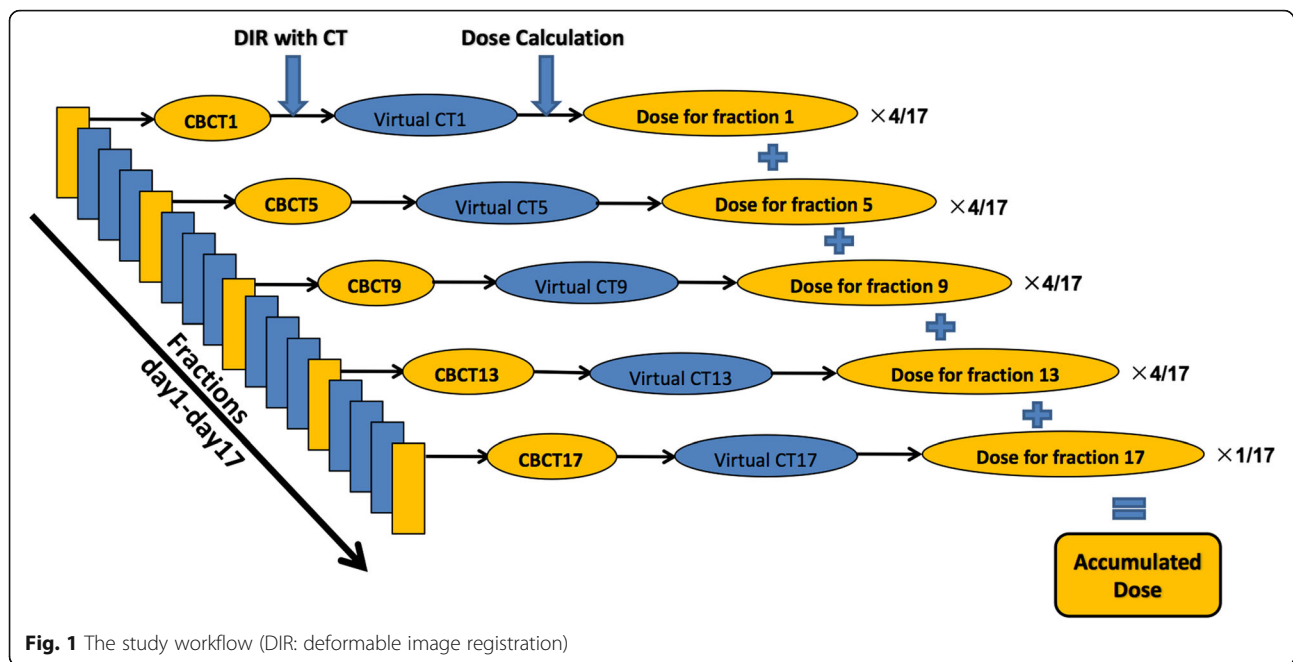 DIR with CT
Dose Calculation
CBCT1
Virtual CT1
Dose for fraction 1
×4/17
CBCT5
Virtual CT5
Dose for fraction 5
×4/17
CBCT9
Virtual CT9
Dose for fraction 9
×4/17
CBCT13
Virtual CT13
Dose for fraction 13
×4/17
CBCT17
Virtual CT17
Dose for fraction 17
×1/17
Fractions
day1-day17
Accumulated
Dose
Fig. 1 The study workflow (DIR: deformable image registration)